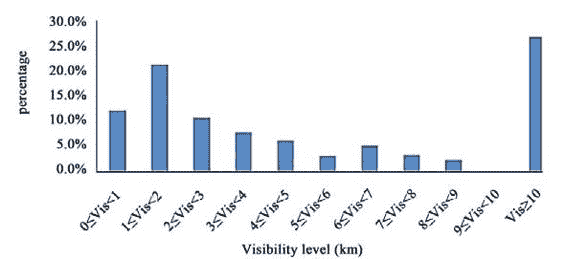 30.0%
25.0%
20.0%
15.0%
10.0%
5.0%
0.0%
percentage
0≤Vis<1
1≤Vis<2
2≤Vis<3
3≤Vis<4
4≤Vis<5
5≤Vis<6
6≤Vis<7
7≤Vis<8
8≤Vis<9
9≤Vis<10
Vis≥10
Visibility level (km)